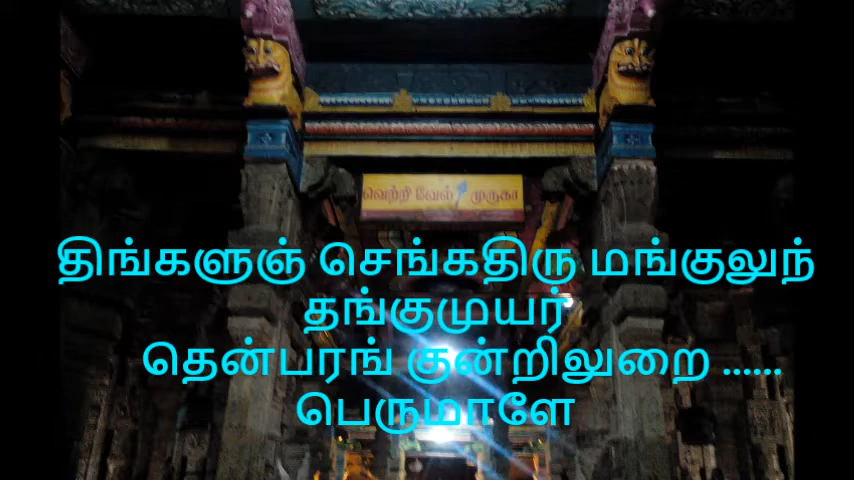 வெற்றி வேல் முருகா
திங்களுஞ் செங்கதிரு மங்குலுந்
தங்குமுயர்
தென்பரங் குன்றிலுறை ......
பெருமாளே